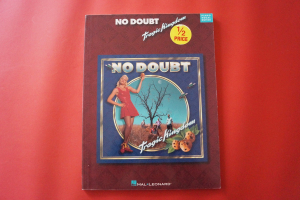 NO DOUBT
Tragic Kingdom
1/2
PRICE
NO DOUBT
Tragic Kingdom
HAL•LEONARD